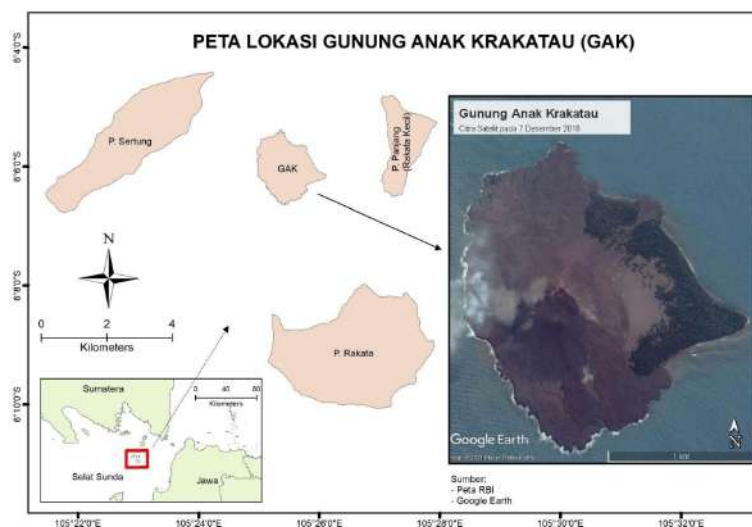 PETA LOKASI GUNUNG ANAK KRAKATAU (GAK)
6°4'0"S
6°6'0"S
6°8'0"S
6°10'0"S
P. Sertung
GAK
P. Panjang
(Rakata Kecil)
P. Rakata
N
0 2 4
Kilometers
Sumatera
0 40 80
Kilometers
Selat Sunda
Jawa
Gunung Anak Krakatau
Citra Satelit pada 7 Desember 2018
Google Earth
N
1 km
Sumber:
- Peta RBI
- Google Earth
105°22'0"E 105°24'0"E 105°26'0"E 105°28'0"E 105°30'0"E 105°32'0"E